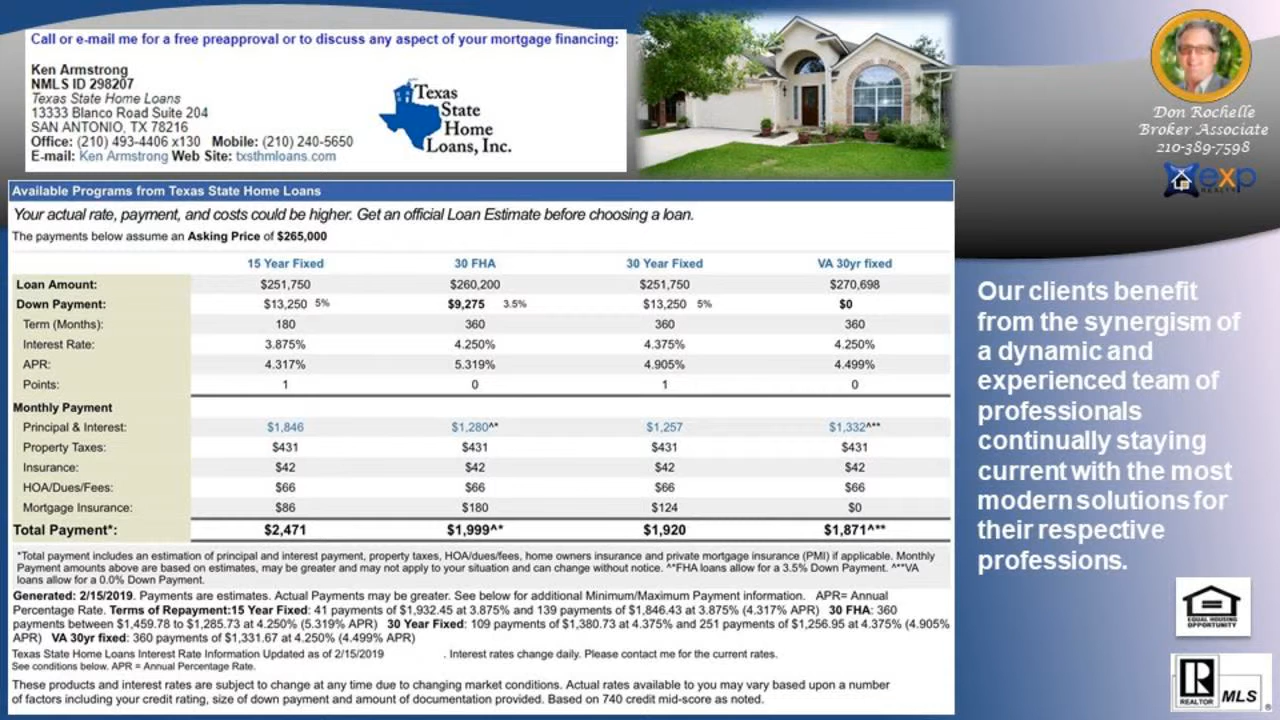 Call or e-mail me for a free preapproval or to discuss any aspect of your mortgage financing:
Ken Armstrong
NMLS ID 298207
Texas State Home Loans
13333 Blanco Road Suite 204
SAN ANTONIO, TX 78216
Office: (210) 493-4406 x130 Mobile: (210) 240-5650
E-mail: Ken Armstrong Web Site: txsthmloans.com
Texas
State
Home
Loans, Inc.
Don Rochelle
Broker Associate
210-389-7598
exp
REALTY
Available Programs from Texas State Home Loans
Your actual rate, payment, and costs could be higher. Get an official Loan Estimate before choosing a loan.
The payments below assume an Asking Price of $265,000
15 Year Fixed 30 FHA 30 Year Fixed VA 30yr fixed
Loan Amount: $251,750 $260,200 $251,750 $270,698
Down Payment: $13,250 5% $9,275 3.5% $13,250 5% $0
Term (Months): 180 360 360 360
Interest Rate: 3.875% 4.250% 4.375% 4.250%
APR: 4.317% 5.319% 4.905% 4.499%
Points: 1 0 1 0
Monthly Payment
Principal & Interest: $1,846 $1,280^* $1,257 $1,332^**
Property Taxes: $431 $431 $431 $431
Insurance: $42 $42 $42 $42
HOA/Dues/Fees: $66 $66 $66 $66
Mortgage Insurance: $86 $180 $124 $0
Total Payment*: $2,471 $1,999^* $1,920 $1,871^**
*Total payment includes an estimation of principal and interest payment, property taxes, HOA/dues/fees, home owners insurance and private mortgage insurance (PMI) if applicable. Monthly
Payment amounts above are based on estimates, may be greater and may not apply to your situation and can change without notice. ^*FHA loans allow for a 3.5% Down Payment. ^**VA
loans allow for a 0.0% Down Payment.
Generated: 2/15/2019. Payments are estimates. Actual Payments may be greater. See below for additional Minimum/Maximum Payment information. APR= Annual
Percentage Rate. Terms of Repayment:15 Year Fixed: 41 payments of $1,932.45 at 3.875% and 139 payments of $1,846.43 at 3.875% (4.317% APR) 30 FHA: 360
payments between $1,459.78 to $1,285.73 at 4.250% (5.319% APR) 30 Year Fixed: 109 payments of $1,380.73 at 4.375% and 251 payments of $1,256.95 at 4.375% (4.905%
APR) VA 30yr fixed: 360 payments of $1,331.67 at 4.250% (4.499% APR)
Texas State Home Loans Interest Rate Information Updated as of 2/15/2019 . Interest rates change daily. Please contact me for the current rates.
See conditions below. APR = Annual Percentage Rate.
These products and interest rates are subject to change at any time due to changing market conditions. Actual rates available to you may vary based upon a number
of factors including your credit rating, size of down payment and amount of documentation provided. Based on 740 credit mid-score as noted.
Our clients benefit
from the synergism of
a dynamic and
experienced team of
professionals
continually staying
current with the most
modern solutions for
their respective
professions.
EQUAL HOUSING
OPPORTUNITY
R
REALTOR
MLS
®